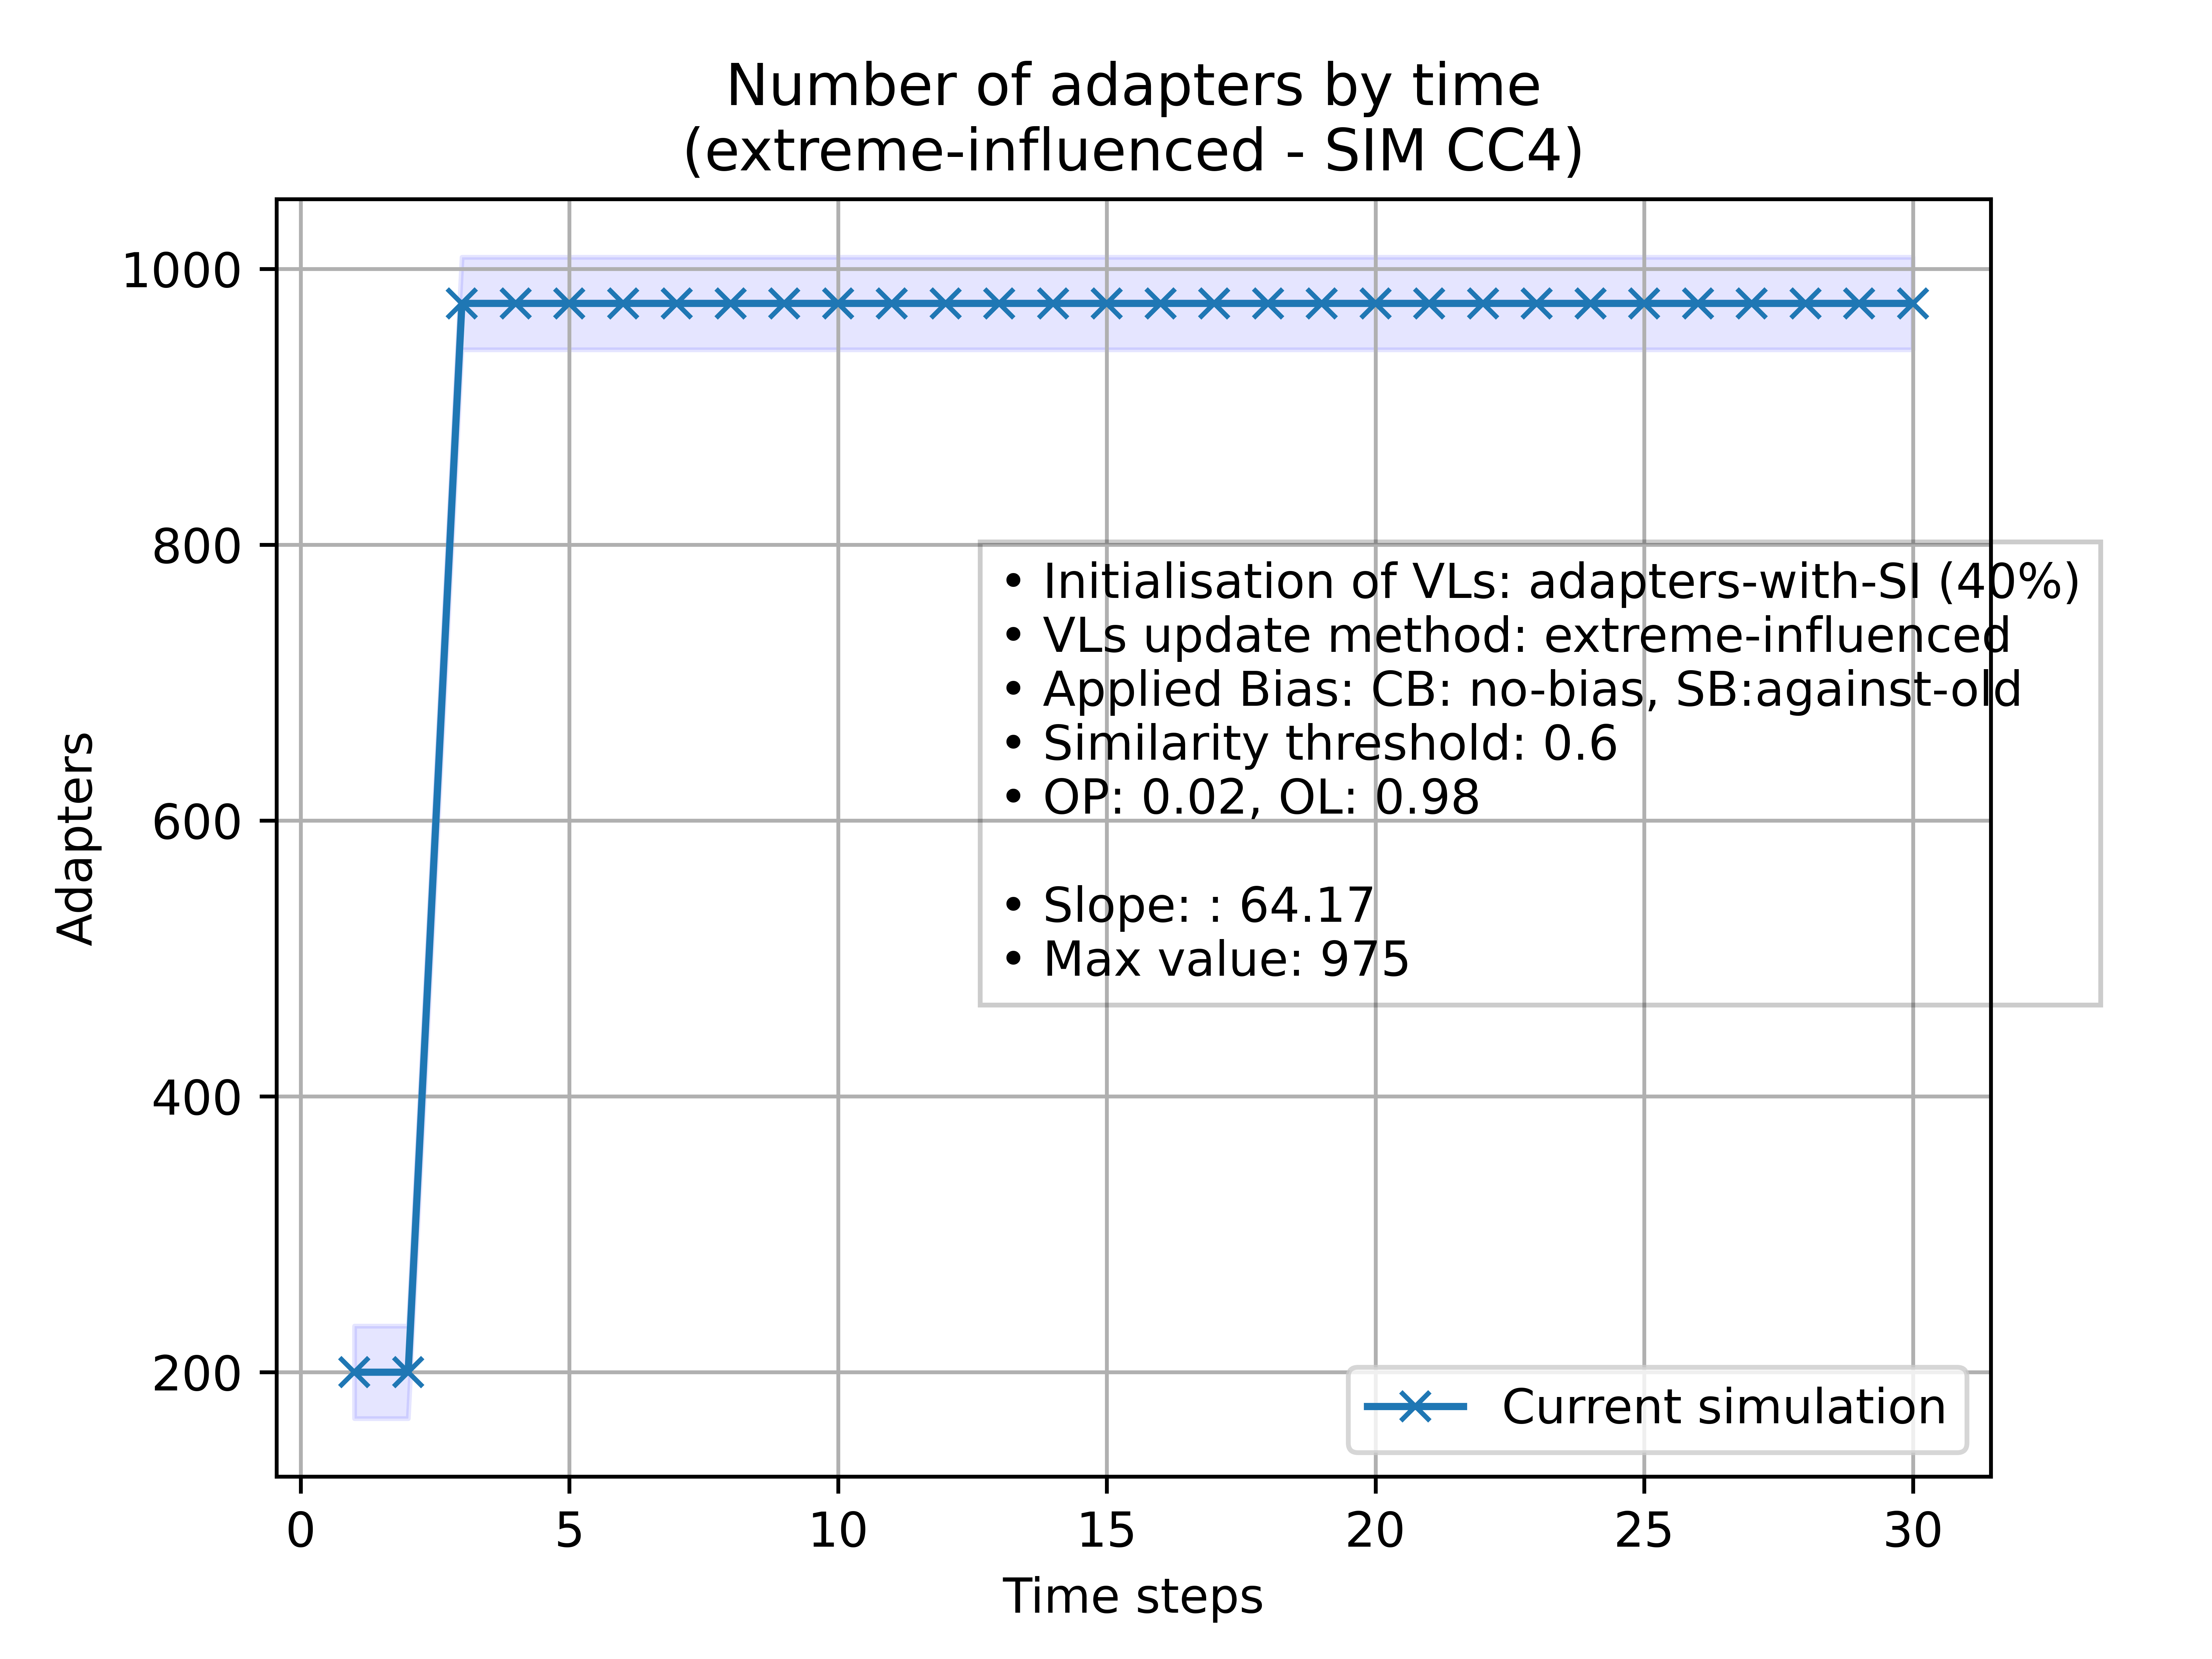 Number of adapters by time
(extreme-influenced - SIM CC4)
1000
800
600
400
200
Adapters
• Initialisation of VLs: adapters-with-SI (40%)
• VLs update method: extreme-influenced
• Applied Bias: CB: no-bias, SB:against-old
• Similarity threshold: 0.6
• OP: 0.02, OL: 0.98
• Slope: : 64.17
• Max value: 975
Current simulation
0 5 10 15 20 25 30
Time steps